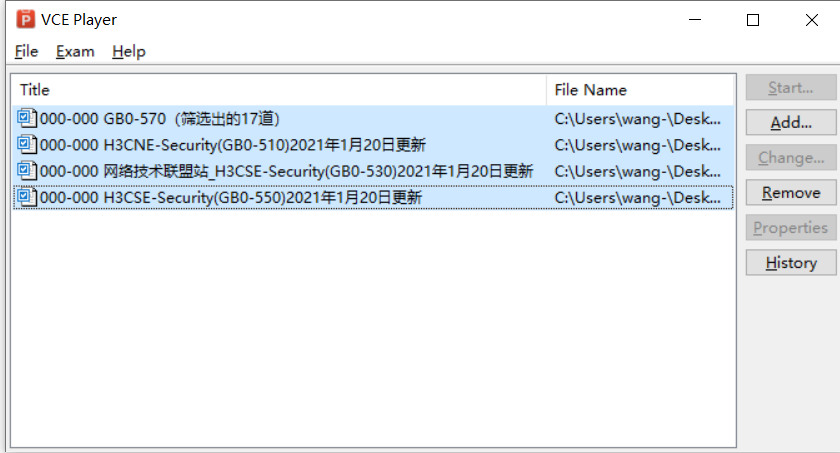 VCE Player
File Exam Help
Title File Name
000-000 GB0-570（筛选出的17道） C:\Users\wang-\Desk...
000-000 H3CNE-Security(GB0-510)2021年1月20日更新 C:\Users\wang-\Desk...
000-000 网络技术联盟站_H3CSE-Security(GB0-530)2021年1月20日更新 C:\Users\wang-\Desk...
000-000 H3CSE-Security(GB0-550)2021年1月20日更新 C:\Users\wang-\Desk...
Start...
Add...
Change...
Remove
Properties
History